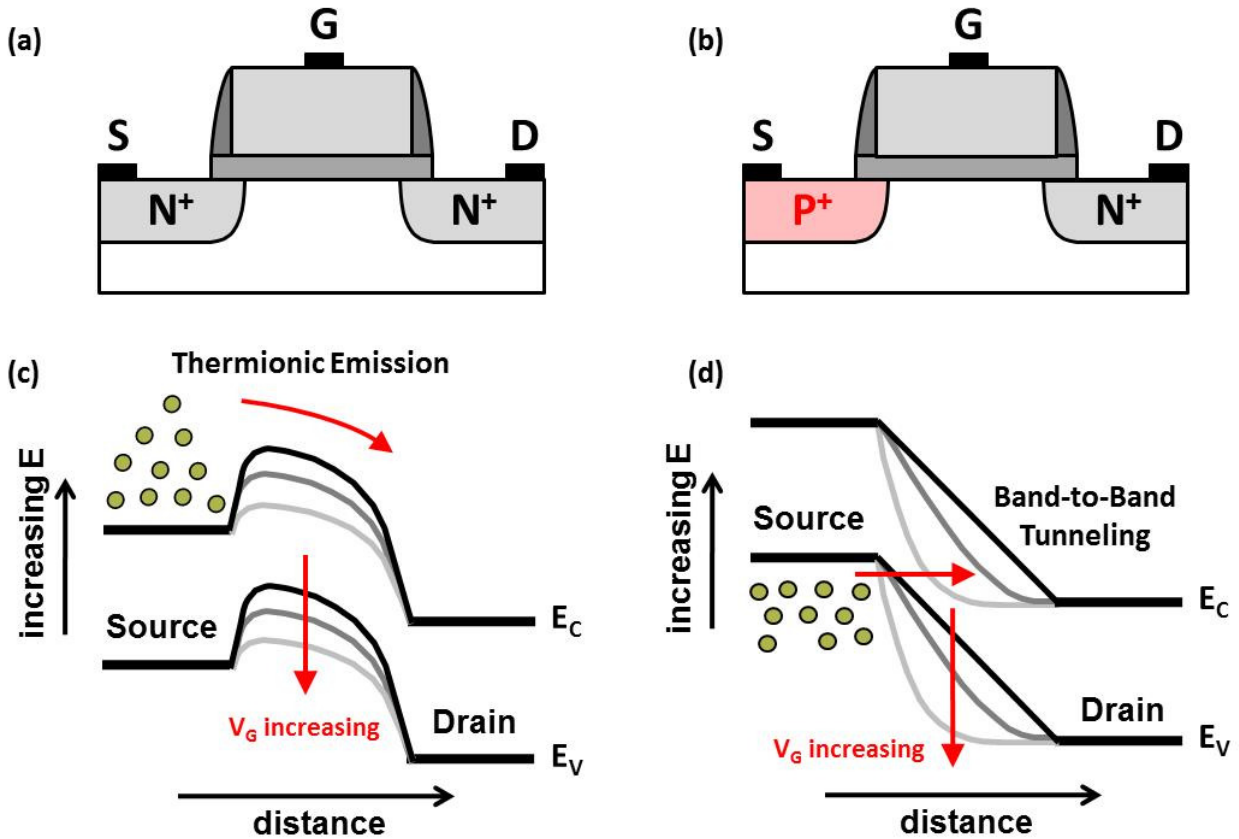 (a)
G
S
D
N+
N+
(b)
G
S
D
P+
N+
(c)
Thermionic Emission
increasing E
Source
VG increasing
Drain
EC
EV
distance
(d)
increasing E
Source
Band-to-Band
Tunneling
EC
Drain
VG increasing
EV
distance